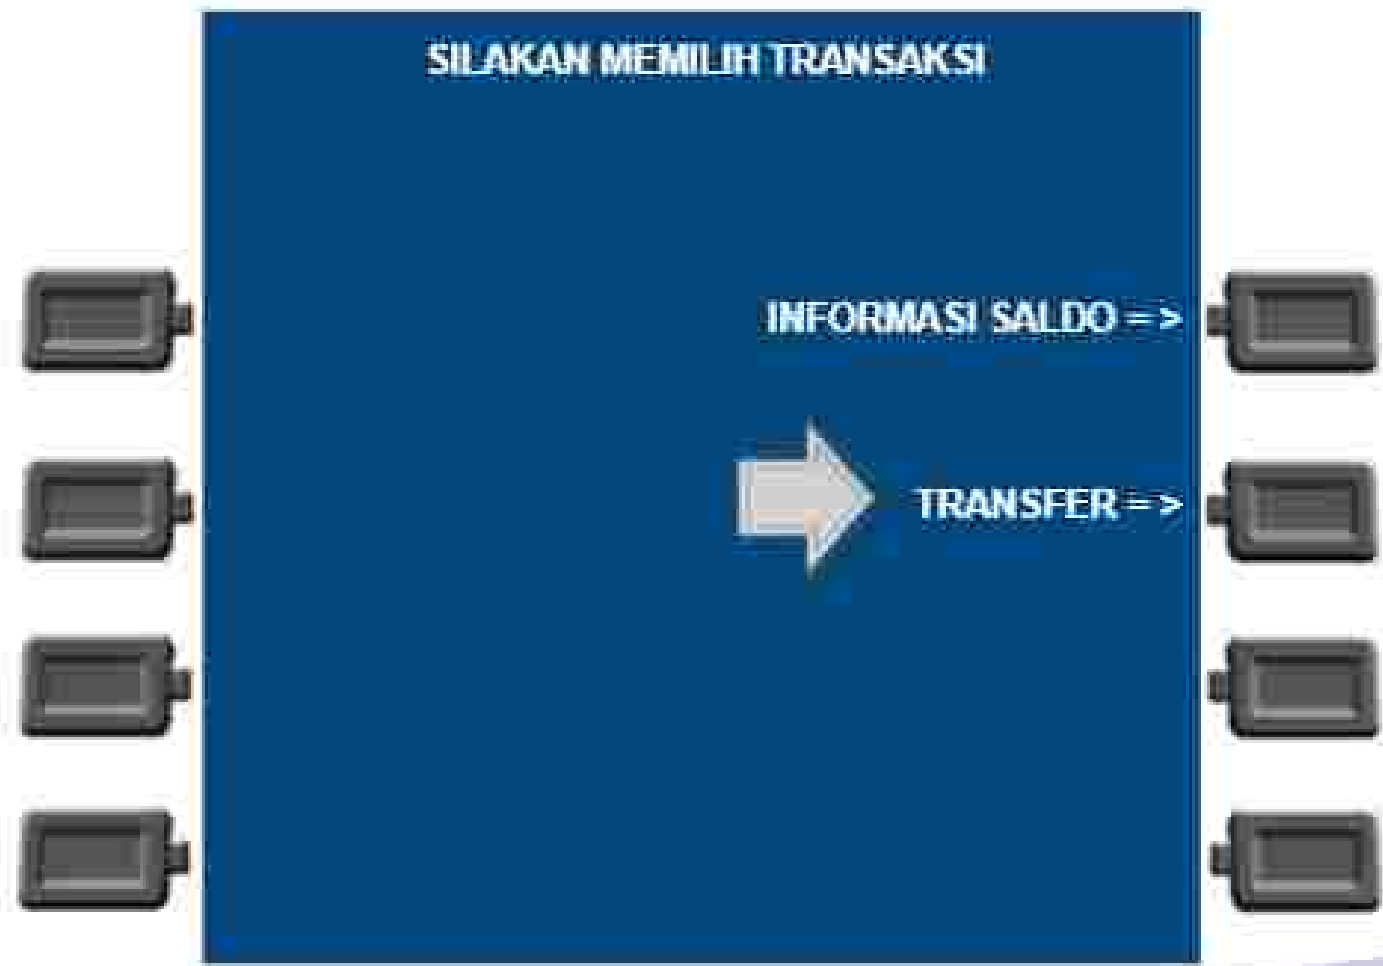 SILAKAN MEMILIH TRANSAKSI
INFORMASI SALDO = >
TRANSFER = >